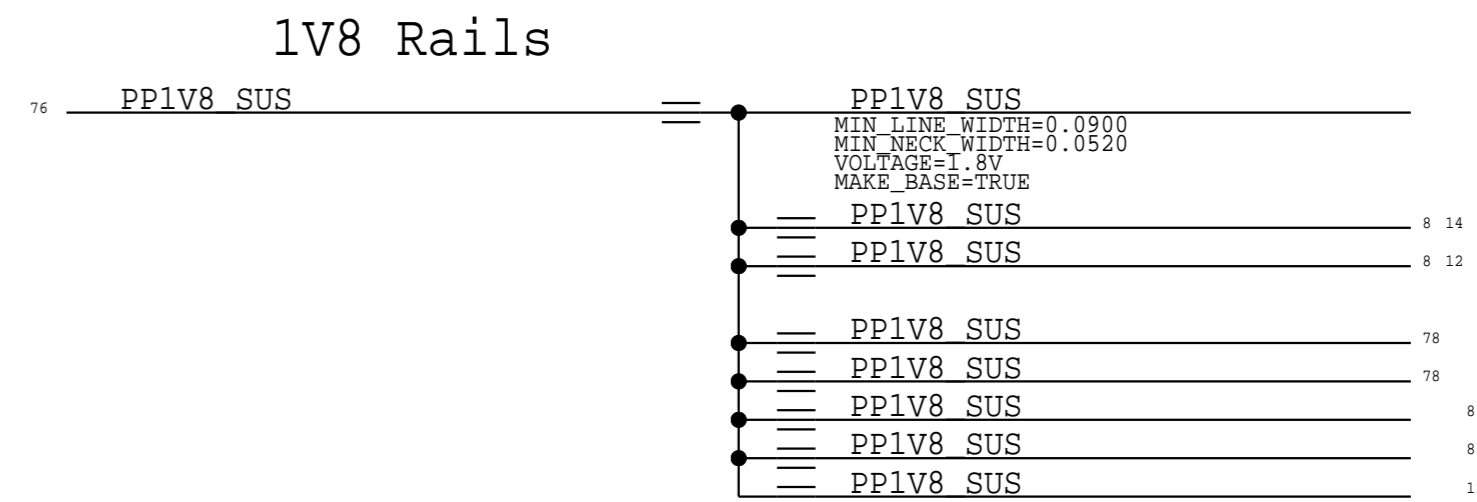 1V8 Rails
76 PP1V8_SUS PP1V8_SUS
MIN_LINE_WIDTH=0.0900
MIN_NECK_WIDTH=0.0520
VOLTAGE=1.8V
MAKE_BASE=TRUE
PP1V8_SUS 8 14
PP1V8_SUS 8 12
PP1V8_SUS 78
PP1V8_SUS 78
PP1V8_SUS 8
PP1V8_SUS 8
PP1V8_SUS 1